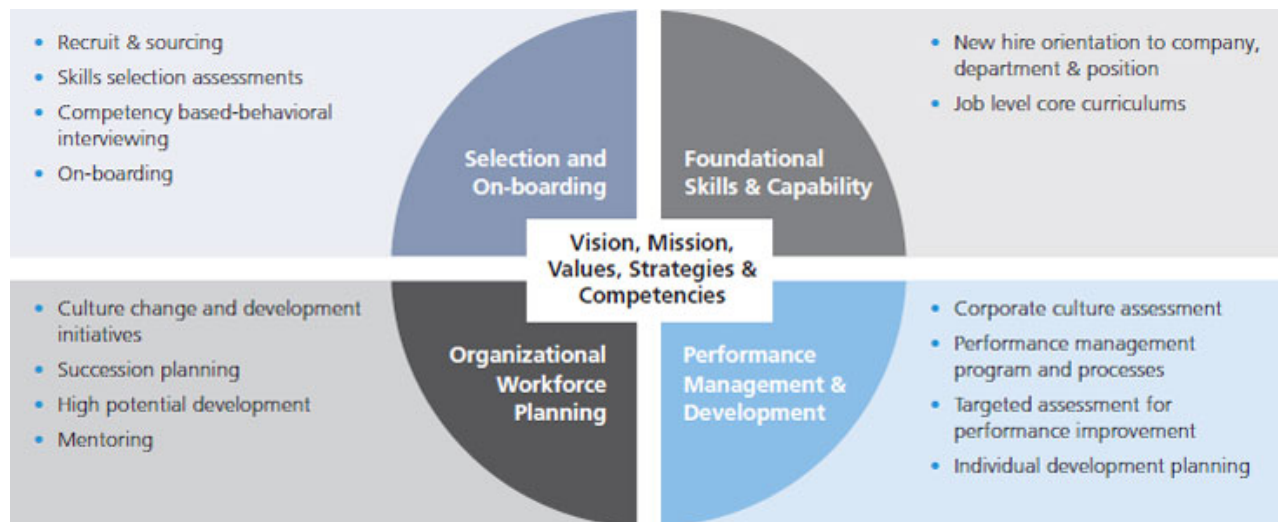 • Recruit & sourcing
• Skills selection assessments
• Competency based-behavioral
interviewing
• On-boarding
Selection and
On-boarding
Foundational
Skills & Capability
• New hire orientation to company,
department & position
• Job level core curriculums
Vision, Mission,
Values, Strategies &
Competencies
• Culture change and development
initiatives
• Succession planning
• High potential development
• Mentoring
Organizational
Workforce
Planning
Performance
Management &
Development
• Corporate culture assessment
• Performance management
program and processes
• Targeted assessment for
performance improvement
• Individual development planning